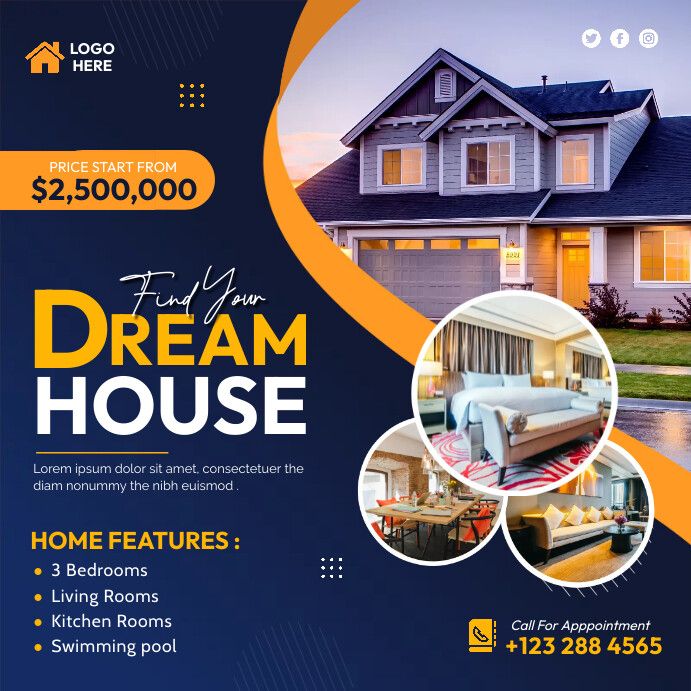 LOGO
HERE
PRICE START FROM
$2,500,000
Find Your
DREAM
HOUSE
Lorem ipsum dolor sit amet, consectetuer the
diam nonummy the nibh euismod .
HOME FEATURES :
• 3 Bedrooms
• Living Rooms
• Kitchen Rooms
• Swimming pool
Call For Apppointment
+123 288 4565